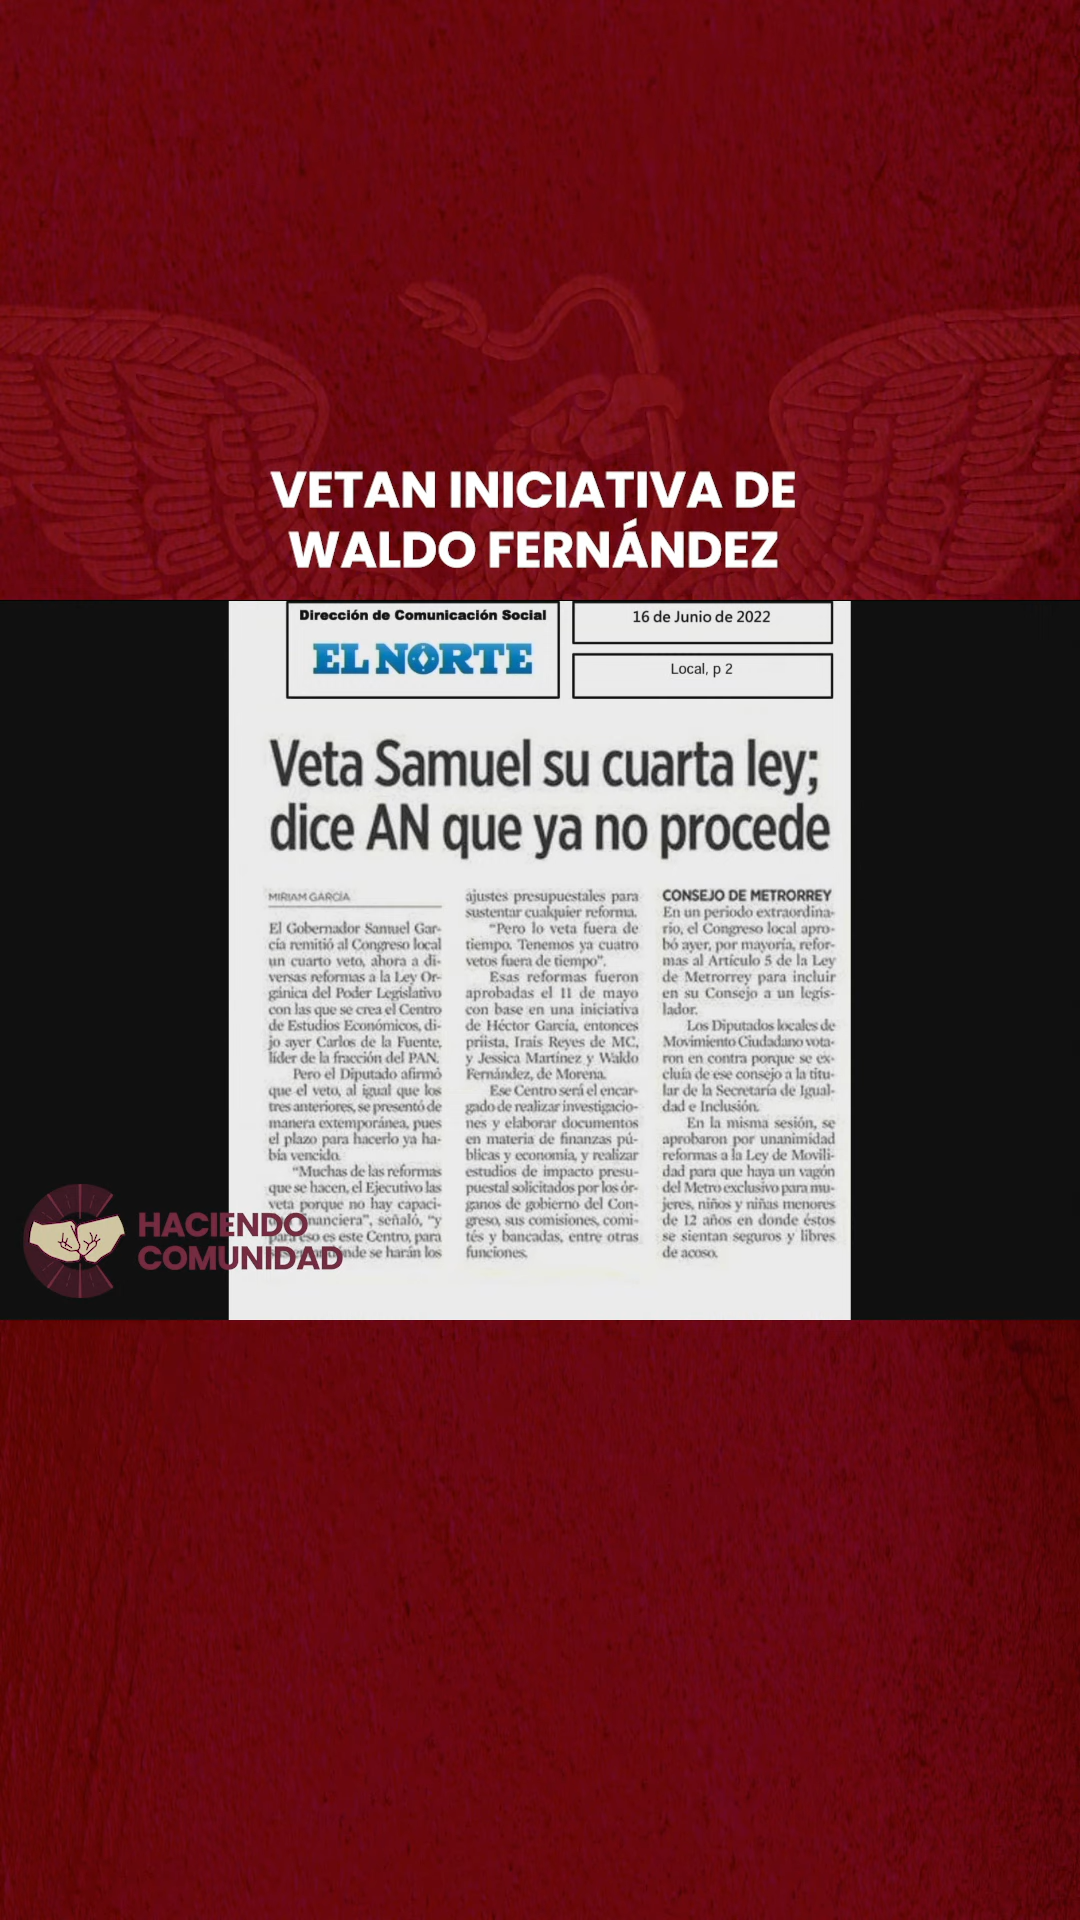 VETAN INICIATIVA DE
WALDO FERNÁNDEZ
Dirección de Comunicación Social
EL NORTE
16 de Junio de 2022
Local, p 2
Veta Samuel su cuarta ley;
dice AN que ya no procede
MIRIAM GARCÍA
El Gobernador Samuel Gar-
cía remitió al Congreso local
un cuarto veto, ahora a di-
versas reformas a la Ley Or-
gánica del Poder Legislativo
con las que se crea el Centro
de Estudios Económicos, di-
jo ayer Carlos de la Fuente,
líder de la fracción del PAN.
Pero el Diputado afirmó
que el veto, al igual que los
tres anteriores, se presentó de
manera extemporánea, pues
el plazo para hacerlo ya ha-
bía vencido.
“Muchas de las reformas
que se hacen, el Ejecutivo las
veta porque no hay capaci-
financiera”, señaló, “y
para eso es este Centro, para
dónde se harán los
ajustes presupuestales para
sustentar cualquier reforma.
“Pero lo veta fuera de
tiempo. Tenemos ya cuatro
vetos fuera de tiempo”.
Esas reformas fueron
aprobadas el 11 de mayo
con base en una iniciativa
de Héctor García, entonces
priista, Iraís Reyes de MC,
y Jessica Martínez y Waldo
Fernández, de Morena.
Ese Centro será el encar-
gado de realizar investigacio-
nes y elaborar documentos
en materia de finanzas pú-
blicas y economía, y realizar
estudios de impacto presu-
puestal solicitados por los ór-
ganos de gobierno del Con-
greso, sus comisiones, comi-
tés y bancadas, entre otras
funciones.
CONSEJO DE METRORREY
En un periodo extraordina-
rio, el Congreso local apro-
bó ayer, por mayoría, refor-
mas al Artículo 5 de la Ley
de Metrorrey para incluir
en su Consejo a un legis-
lador.
Los Diputados locales de
Movimiento Ciudadano vota-
ron en contra porque se ex-
cluía de ese consejo a la titu-
lar de la Secretaría de Igual-
dad e Inclusión.
En la misma sesión, se
aprobaron por unanimidad
reformas a la Ley de Movili-
dad para que haya un vagón
del Metro exclusivo para mu-
jeres, niños y niñas menores
de 12 años en donde éstos
se sientan seguros y libres
de acoso.
HACIENDO
COMUNIDAD